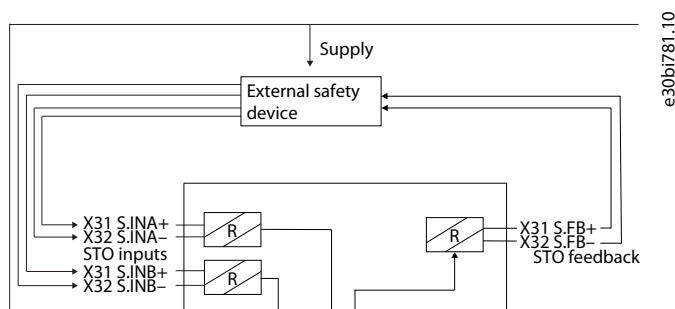 e30bi781.10
Supply
External safety
device
X31 S.INA+
X32 S.INA–
STO inputs
X31 S.INB+
X32 S.INB–
R
R
R
X31 S.FB+
X32 S.FB–
STO feedback